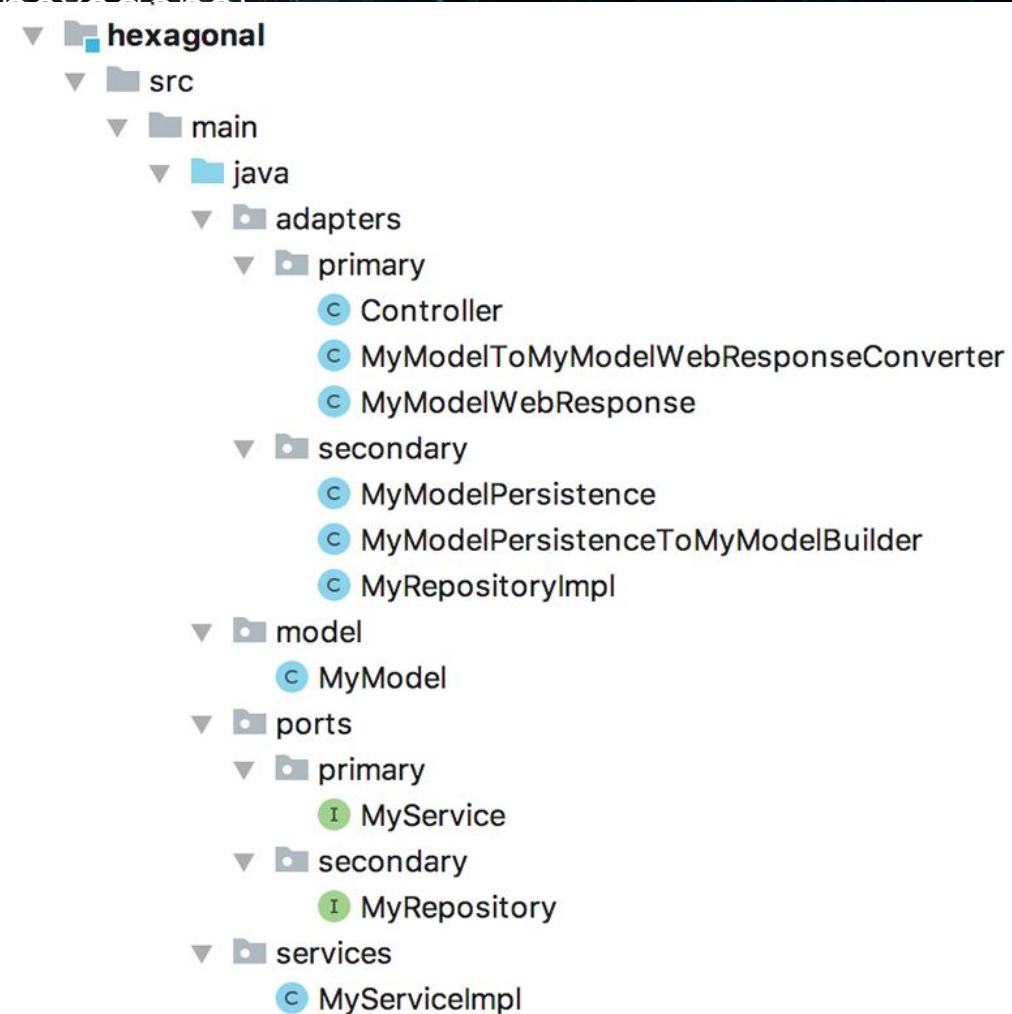 hexagonal
src
main
java
adapters
primary
C Controller
C MyModelToMyModelWebResponseConverter
C MyModelWebResponse
secondary
C MyModelPersistence
C MyModelPersistenceToMyModelBuilder
C MyRepositoryImpl
model
C MyModel
ports
primary
I MyService
secondary
I MyRepository
services
C MyServiceImpl